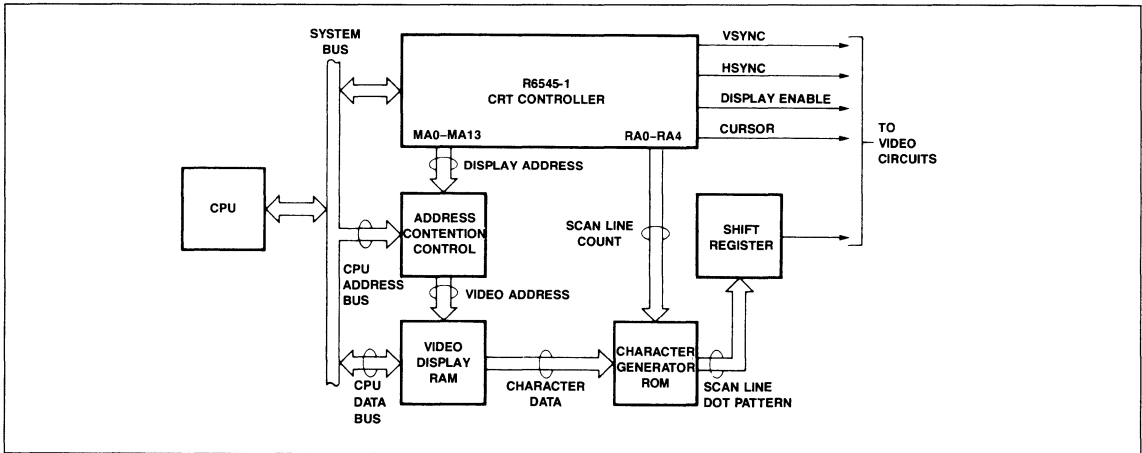 SYSTEM
BUS
R6545-1
CRT CONTROLLER
MA0–MA13
RA0–RA4
VSYNC
HSYNC
DISPLAY ENABLE
CURSOR
TO
VIDEO
CIRCUITS
DISPLAY ADDRESS
CPU
ADDRESS
CONTENTION
CONTROL
SCAN LINE
COUNT
SHIFT
REGISTER
CPU
ADDRESS
BUS
VIDEO ADDRESS
VIDEO
DISPLAY
RAM
CHARACTER
GENERATOR
ROM
CPU
DATA
BUS
CHARACTER
DATA
SCAN LINE
DOT PATTERN